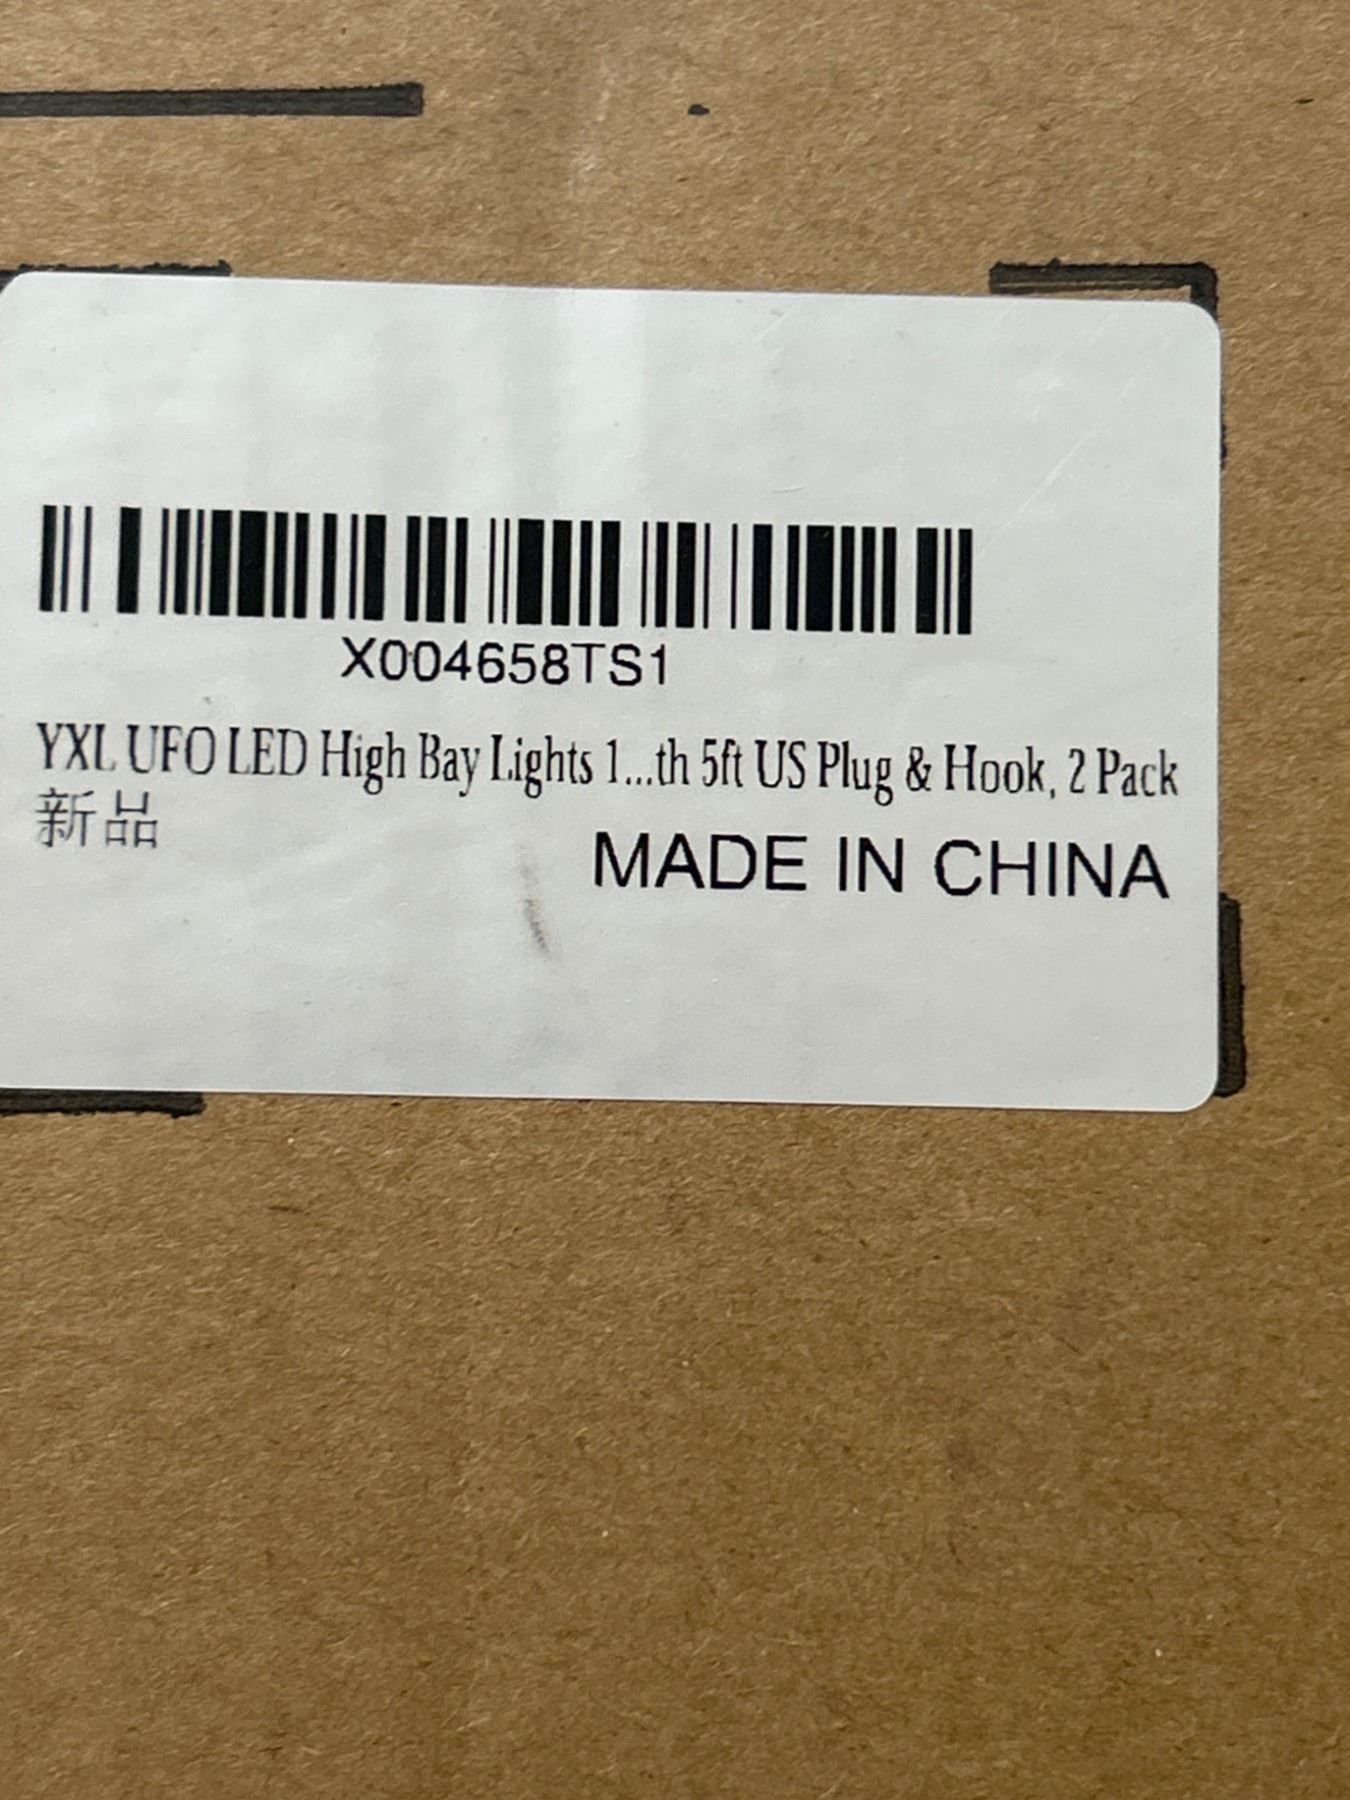 X004658TS1
YXL UFO LED High Bay Lights 1...th 5ft US Plug & Hook, 2 Pack
新品
MADE IN CHINA